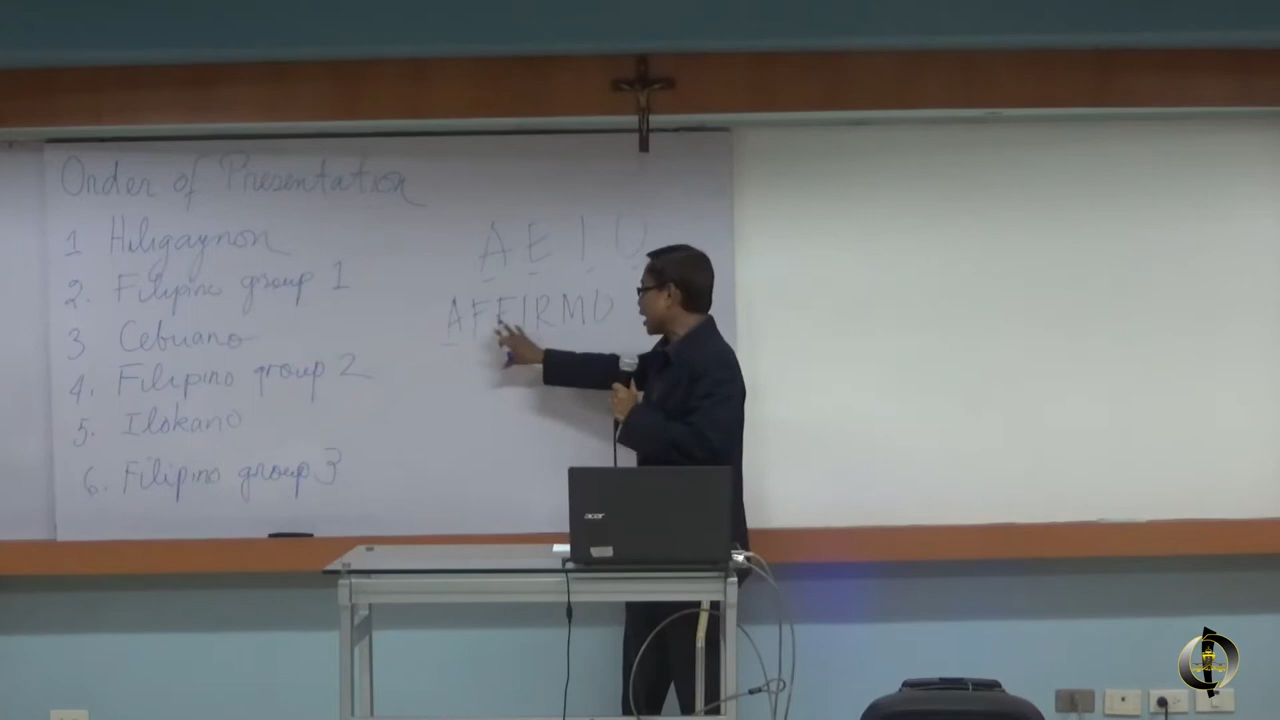 Order of Presentation
1 Hiligaynon
2. Filipino group 1
3 Cebuano
4. Filipino group 2
5. Ilokano
6. Filipino group 3
A E I O
AFFIRMO
acer